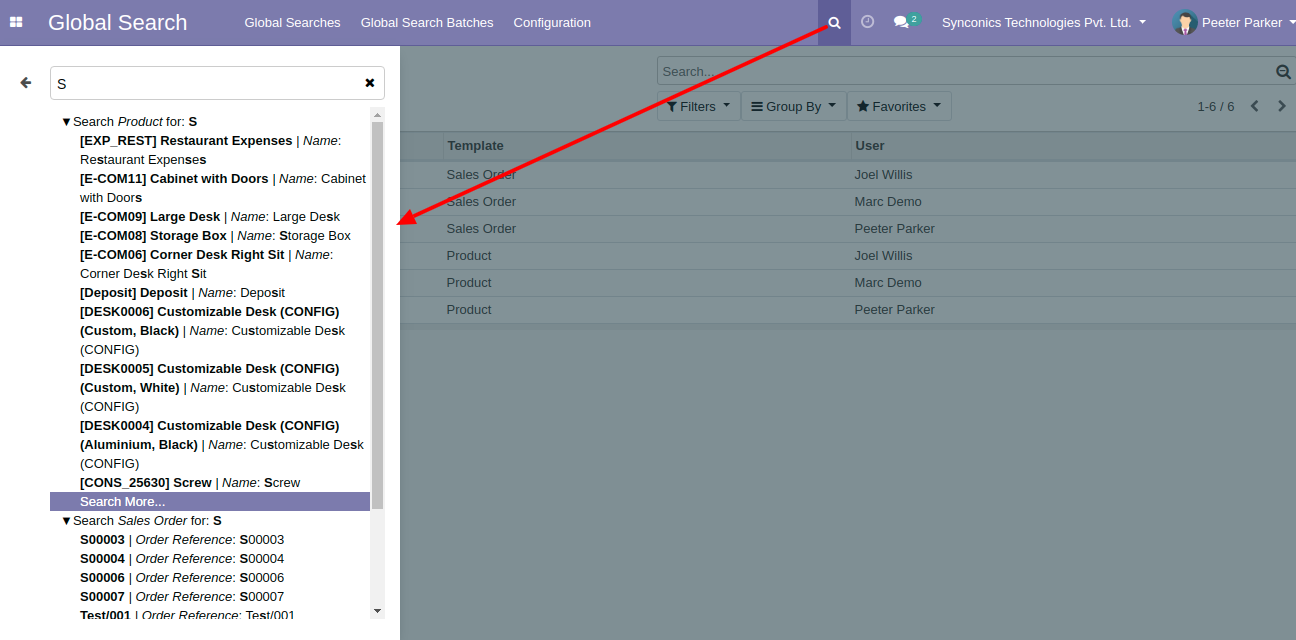 Global Search Global Searches Global Search Batches Configuration 2 Synconics Technologies Pvt. Ltd. Peeter Parker
S
Search...
Filters Group By Favorites 1-6 / 6
▼Search Product for: S
[EXP_REST] Restaurant Expenses | Name:
Restaurant Expenses
[E-COM11] Cabinet with Doors | Name: Cabinet
with Doors
[E-COM09] Large Desk | Name: Large Desk
[E-COM08] Storage Box | Name: Storage Box
[E-COM06] Corner Desk Right Sit | Name:
Corner Desk Right Sit
[Deposit] Deposit | Name: Deposit
[DESK0006] Customizable Desk (CONFIG)
(Custom, Black) | Name: Customizable Desk
(CONFIG)
[DESK0005] Customizable Desk (CONFIG)
(Custom, White) | Name: Customizable Desk
(CONFIG)
[DESK0004] Customizable Desk (CONFIG)
(Aluminium, Black) | Name: Customizable Desk
(CONFIG)
[CONS_25630] Screw | Name: Screw
Search More...
▼Search Sales Order for: S
S00003 | Order Reference: S00003
S00004 | Order Reference: S00004
S00006 | Order Reference: S00006
S00007 | Order Reference: S00007
Test/001 | Order Reference: Test/001
Template User
Sales Order Joel Willis
Sales Order Marc Demo
Sales Order Peeter Parker
Product Joel Willis
Product Marc Demo
Product Peeter Parker